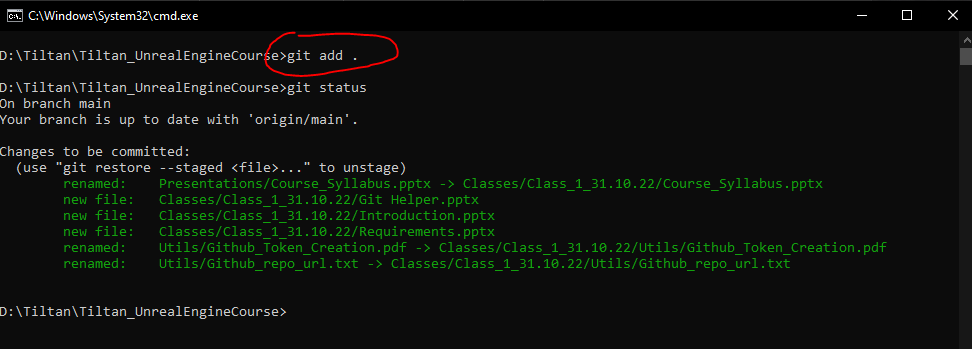 C:\Windows\System32\cmd.exe
D:\Tiltan\Tiltan_UnrealEngineCourse>git add .
D:\Tiltan\Tiltan_UnrealEngineCourse>git status
On branch main
Your branch is up to date with 'origin/main'.
Changes to be committed:
(use "git restore --staged <file>..." to unstage)
renamed: Presentations/Course_Syllabus.pptx -> Classes/Class_1_31.10.22/Course_Syllabus.pptx
new file: Classes/Class_1_31.10.22/Git Helper.pptx
new file: Classes/Class_1_31.10.22/Introduction.pptx
new file: Classes/Class_1_31.10.22/Requirements.pptx
renamed: Utils/Github_Token_Creation.pdf -> Classes/Class_1_31.10.22/Utils/Github_Token_Creation.pdf
renamed: Utils/Github_repo_url.txt -> Classes/Class_1_31.10.22/Utils/Github_repo_url.txt
D:\Tiltan\Tiltan_UnrealEngineCourse>